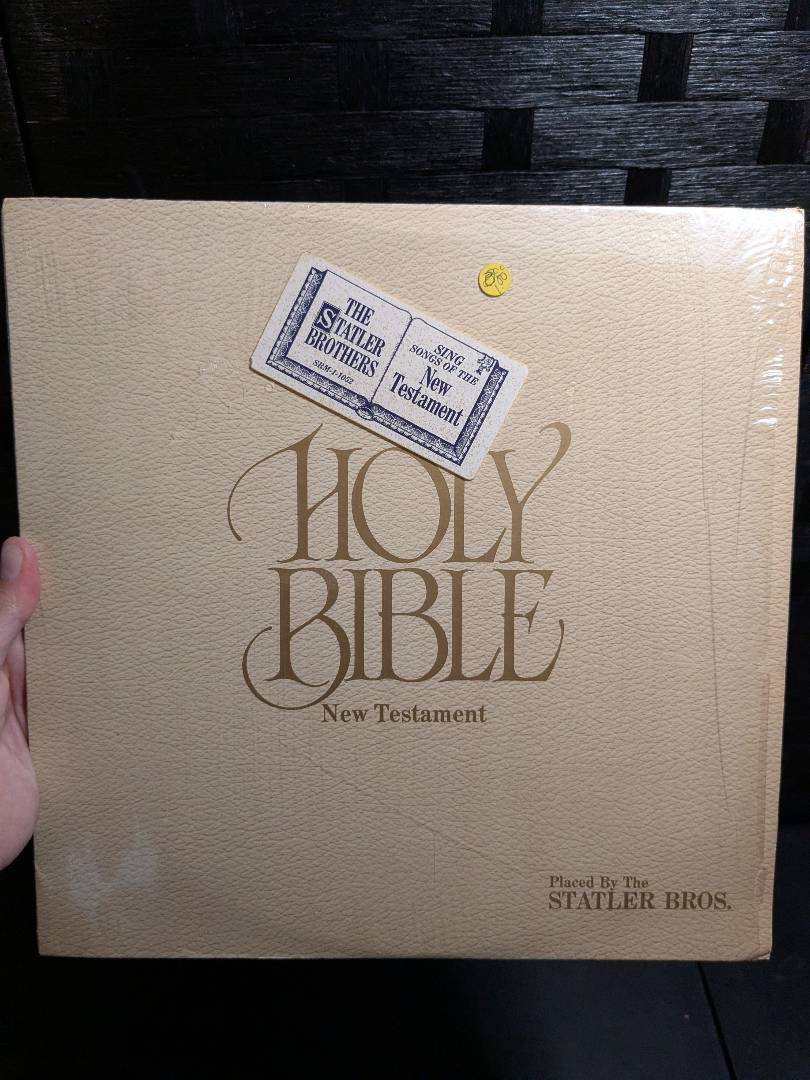 THE
STATLER
BROTHERS
SRM-1-1052
SING
SONGS OF THE
New
Testament
HOLY
BIBLE
New Testament
Placed By The
STATLER BROS.